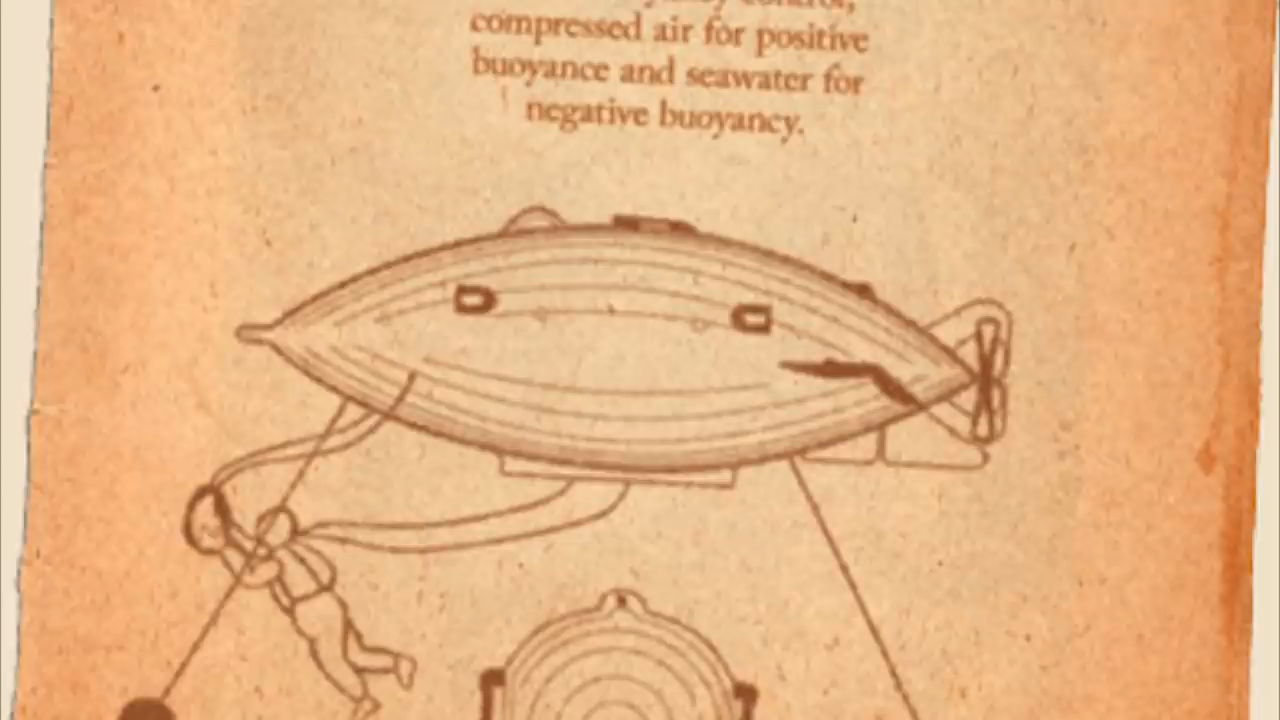 compressed air for positive
buoyance and seawater for
negative buoyancy.